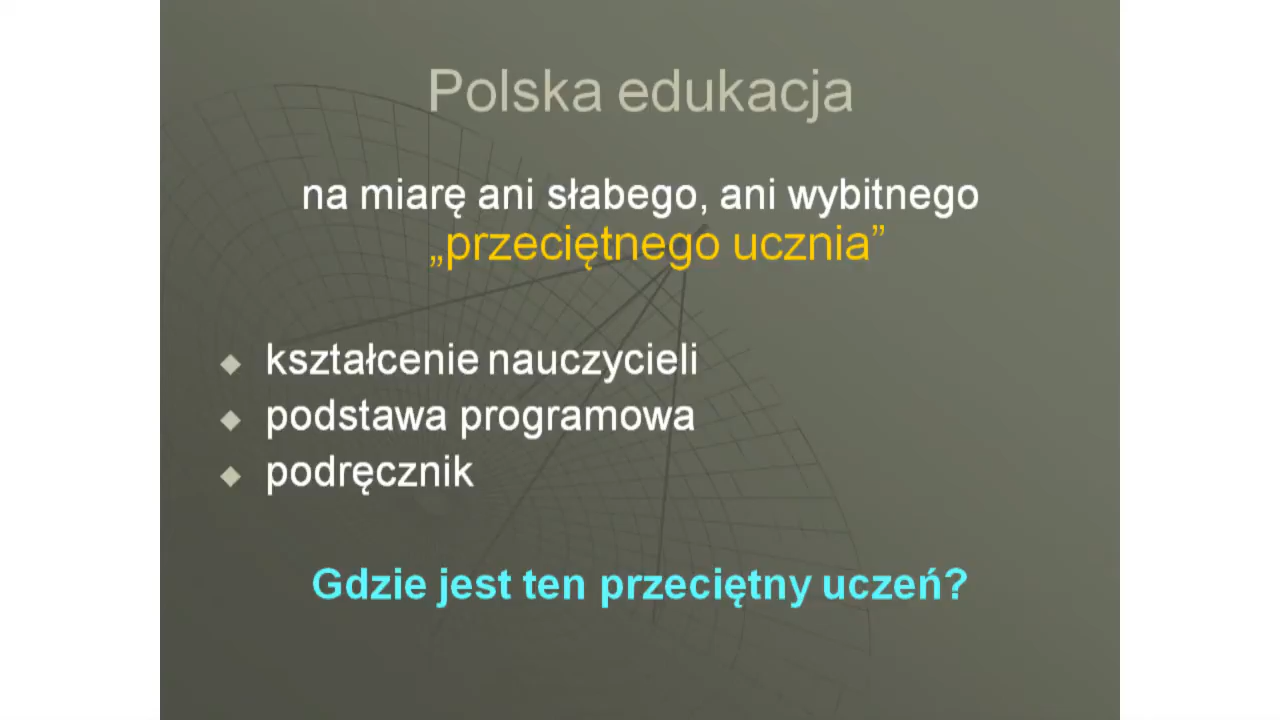 Polska edukacja
na miarę ani słabego, ani wybitnego
„przeciętnego ucznia”
kształcenie nauczycieli
podstawa programowa
podręcznik
Gdzie jest ten przeciętny uczeń?